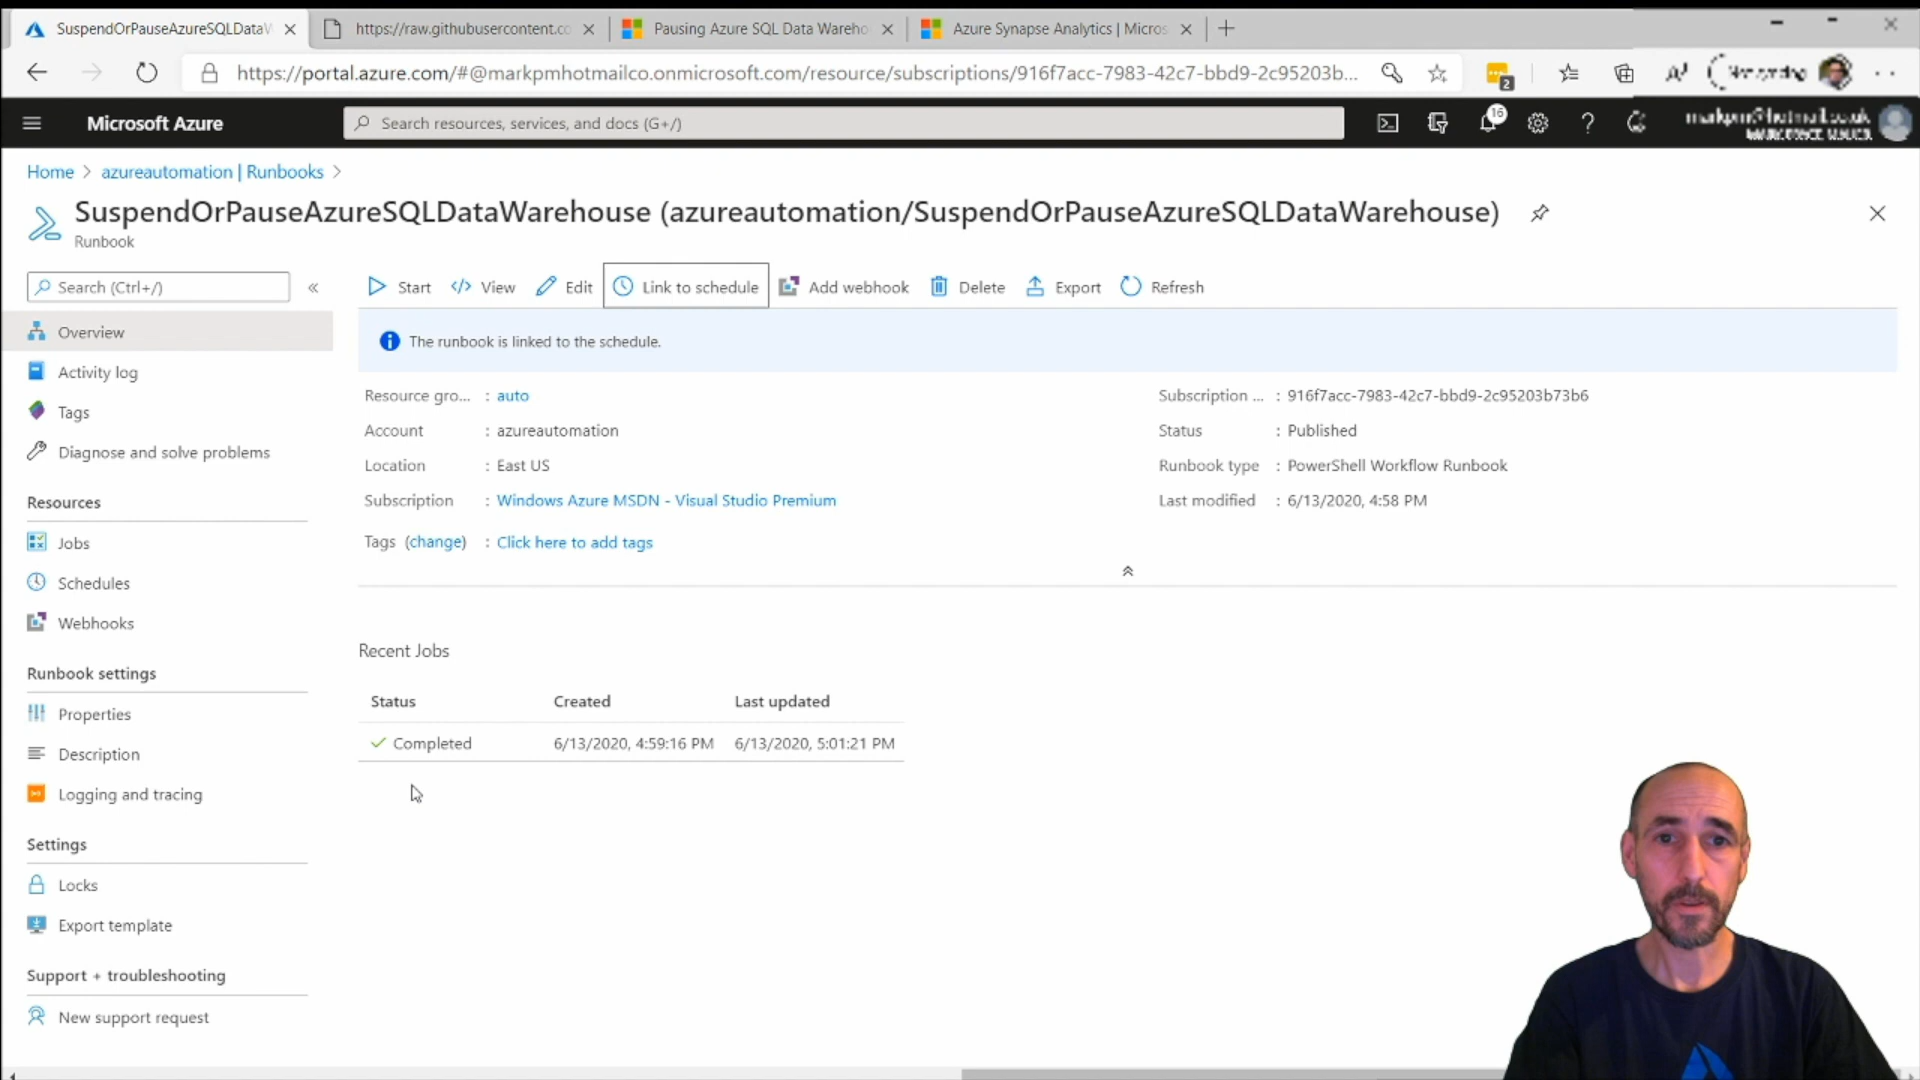 SuspendOrPauseAzureSQLDataW
https://raw.githubusercontent.co
Pausing Azure SQL Data Wareho
Azure Synapse Analytics | Micros
https://portal.azure.com/#@markpmhotmailco.onmicrosoft.com/resource/subscriptions/916f7acc-7983-42c7-bbd9-2c95203b...
2
Microsoft Azure
Search resources, services, and docs (G+/)
16
Home > azureautomation | Runbooks >
SuspendOrPauseAzureSQLDataWarehouse (azureautomation/SuspendOrPauseAzureSQLDataWarehouse)
Runbook
Search (Ctrl+/)
«
Start
View
Edit
Link to schedule
Add webhook
Delete
Export
Refresh
Overview
Activity log
Tags
Diagnose and solve problems
Resources
Jobs
Schedules
Webhooks
Runbook settings
Properties
Description
Logging and tracing
Settings
Locks
Export template
Support + troubleshooting
New support request
The runbook is linked to the schedule.
Resource gro... : auto
Account : azureautomation
Location : East US
Subscription : Windows Azure MSDN - Visual Studio Premium
Tags (change) : Click here to add tags
Subscription ... : 916f7acc-7983-42c7-bbd9-2c95203b73b6
Status : Published
Runbook type : PowerShell Workflow Runbook
Last modified : 6/13/2020, 4:58 PM
Recent Jobs
Status Created Last updated
Completed 6/13/2020, 4:59:16 PM 6/13/2020, 5:01:21 PM